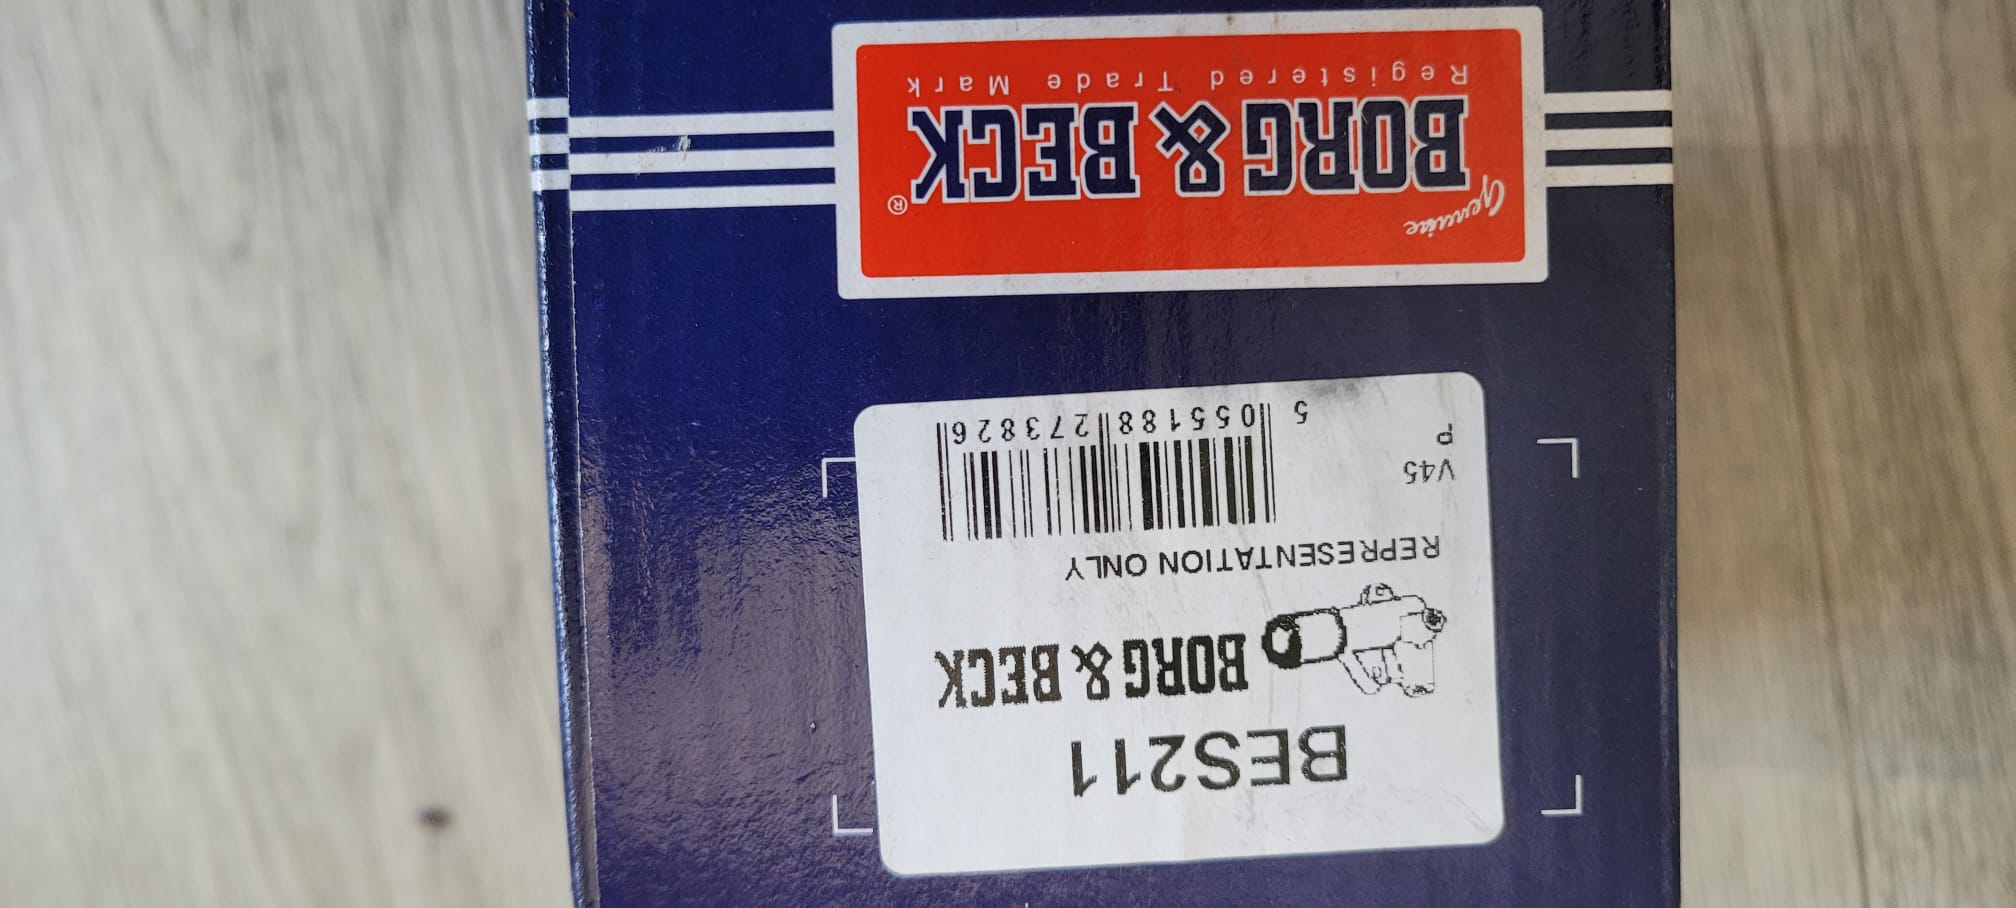 BES211
BORG & BECK
REPRESENTATION ONLY
V45
P
5 055188 273826
Genuine
BORG & BECK®
Registered Trade Mark